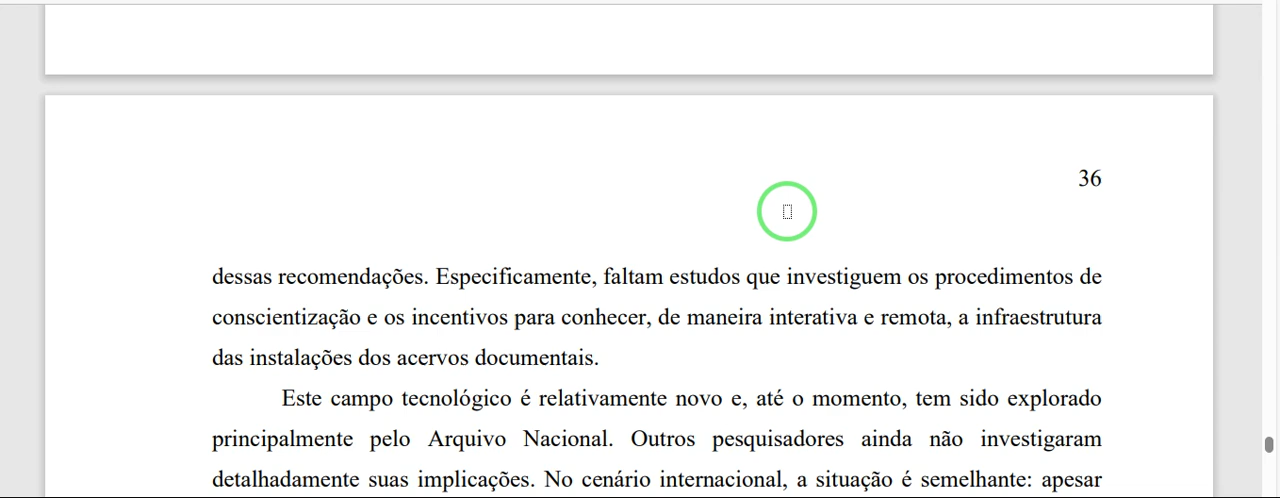 36
dessas recomendações. Especificamente, faltam estudos que investiguem os procedimentos de
conscientização e os incentivos para conhecer, de maneira interativa e remota, a infraestrutura
das instalações dos acervos documentais.
Este campo tecnológico é relativamente novo e, até o momento, tem sido explorado
principalmente pelo Arquivo Nacional. Outros pesquisadores ainda não investigaram
detalhadamente suas implicações. No cenário internacional, a situação é semelhante: apesar